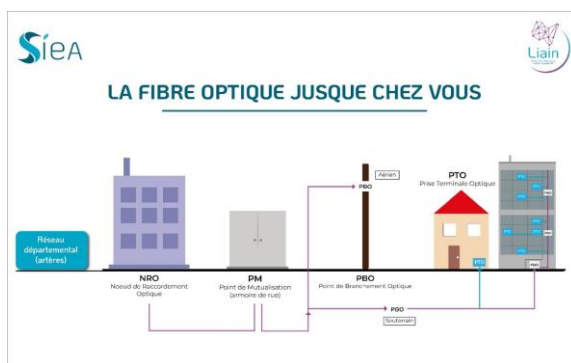 SIEA
Liain
LA FIBRE OPTIQUE JUSQUE CHEZ VOUS
Aérien
PBO
PTO
Prise Terminale Optique
PTO
Réseau
départemental
(artères)
NRO
Noeud de Raccordement
Optique
PM
Point de Mutualisation
(armoire de rue)
PBO
Point de Branchement Optique
PBO
PBO
Souterrain